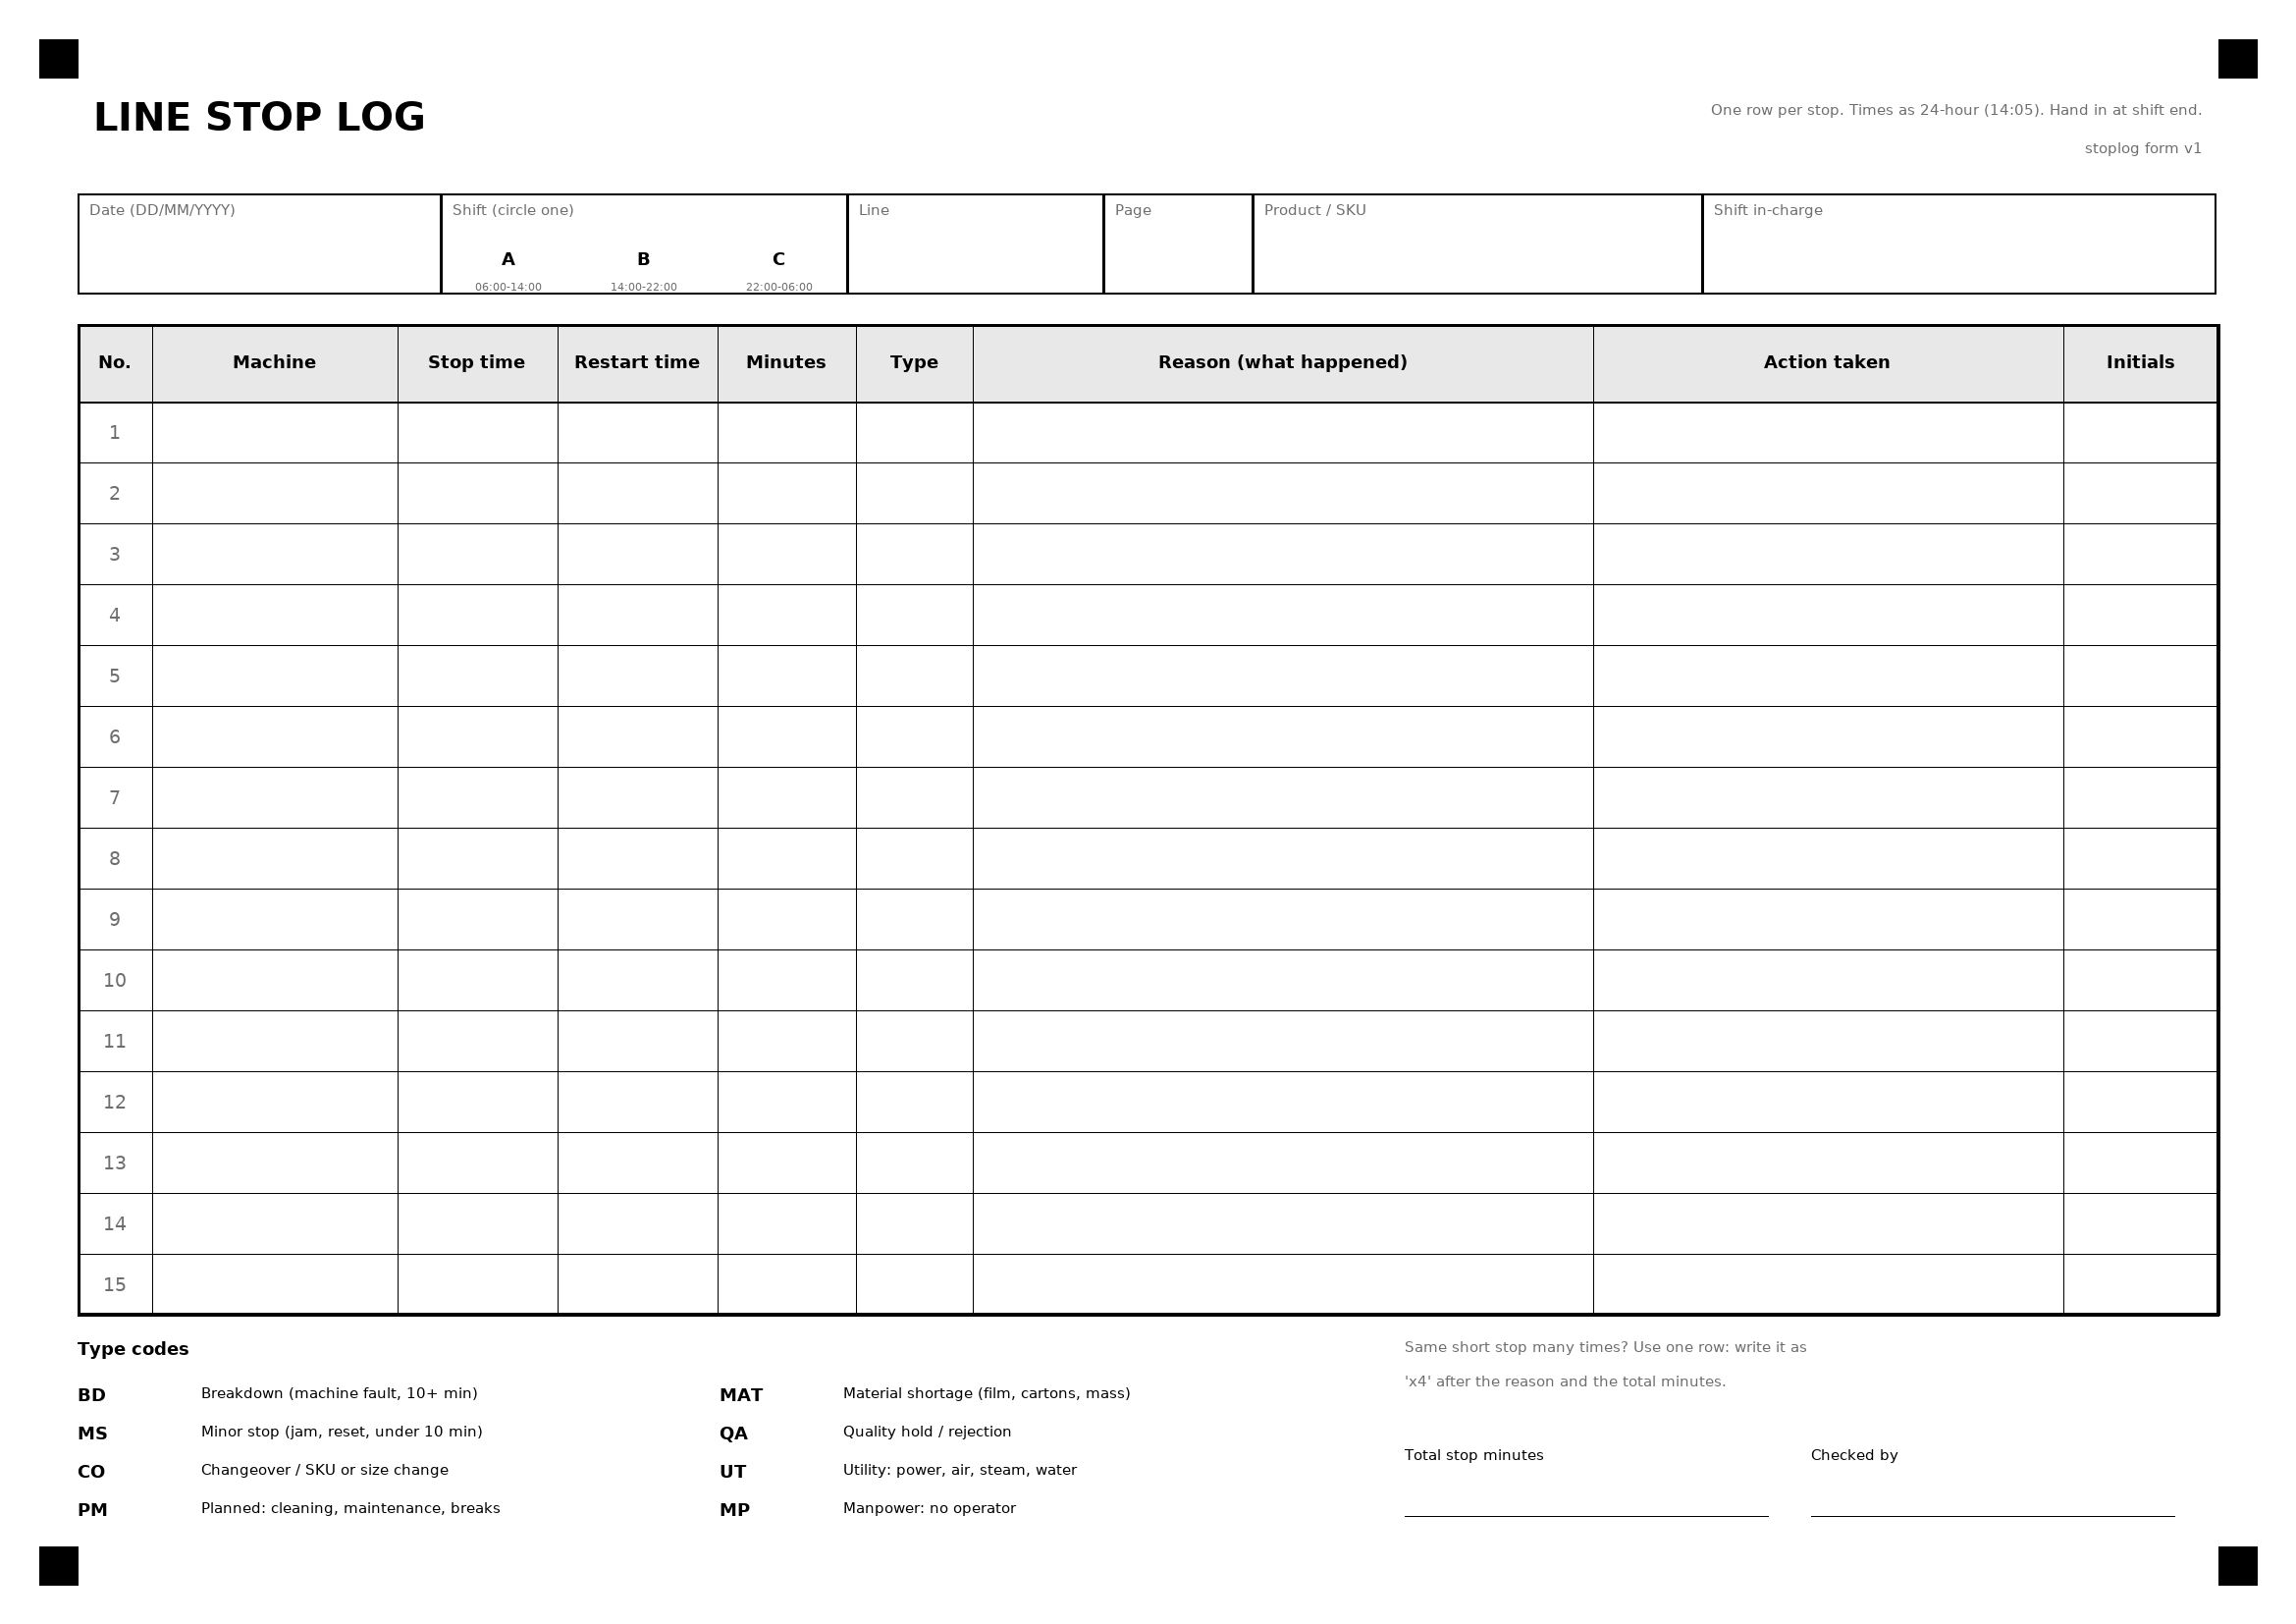 LINE STOP LOG
One row per stop. Times as 24-hour (14:05). Hand in at shift end.
stoplog form v1
Date (DD/MM/YYYY)
Shift (circle one)
A B C
06:00-14:00 14:00-22:00 22:00-06:00
Line
Page
Product / SKU
Shift in-charge
No. Machine Stop time Restart time Minutes Type Reason (what happened) Action taken Initials
1
2
3
4
5
6
7
8
9
10
11
12
13
14
15
Type codes
BD Breakdown (machine fault, 10+ min)
MS Minor stop (jam, reset, under 10 min)
CO Changeover / SKU or size change
PM Planned: cleaning, maintenance, breaks
MAT Material shortage (film, cartons, mass)
QA Quality hold / rejection
UT Utility: power, air, steam, water
MP Manpower: no operator
Same short stop many times? Use one row: write it as
'x4' after the reason and the total minutes.
Total stop minutes
Checked by